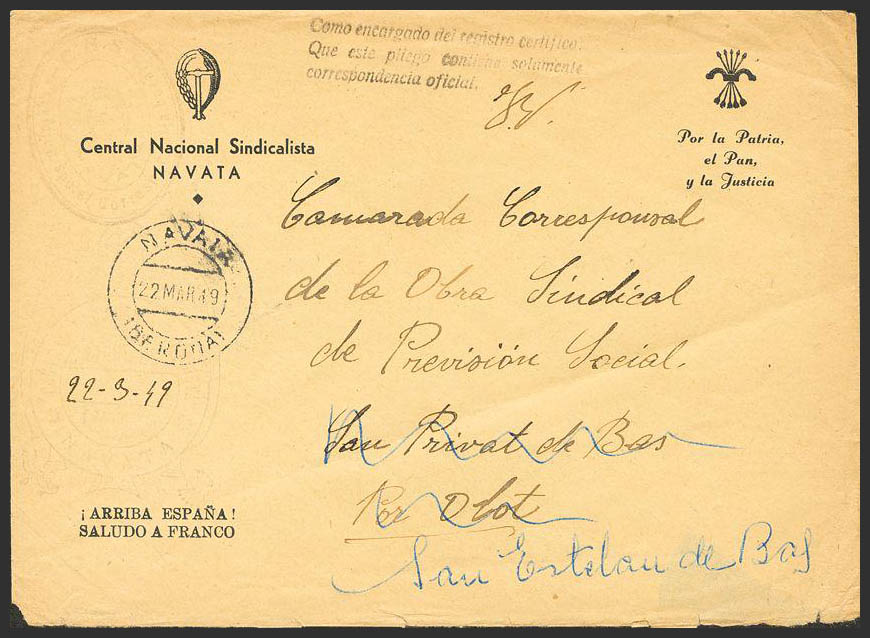 Como encargado del registro certifico:
Que este pliego contiene solamente
correspondencia oficial.
Central Nacional Sindicalista
NAVATA
Por la Patria,
el Pan,
y la Justicia
Camarada Corresponsal
de la Obra Sindical
de Previsión Social.
NAVATA
22 MAR 49
(GERONA)
22-3-49
San Privat de Bas
Por Olot
¡ARRIBA ESPAÑA!
SALUDO A FRANCO
San Estelan de Bas